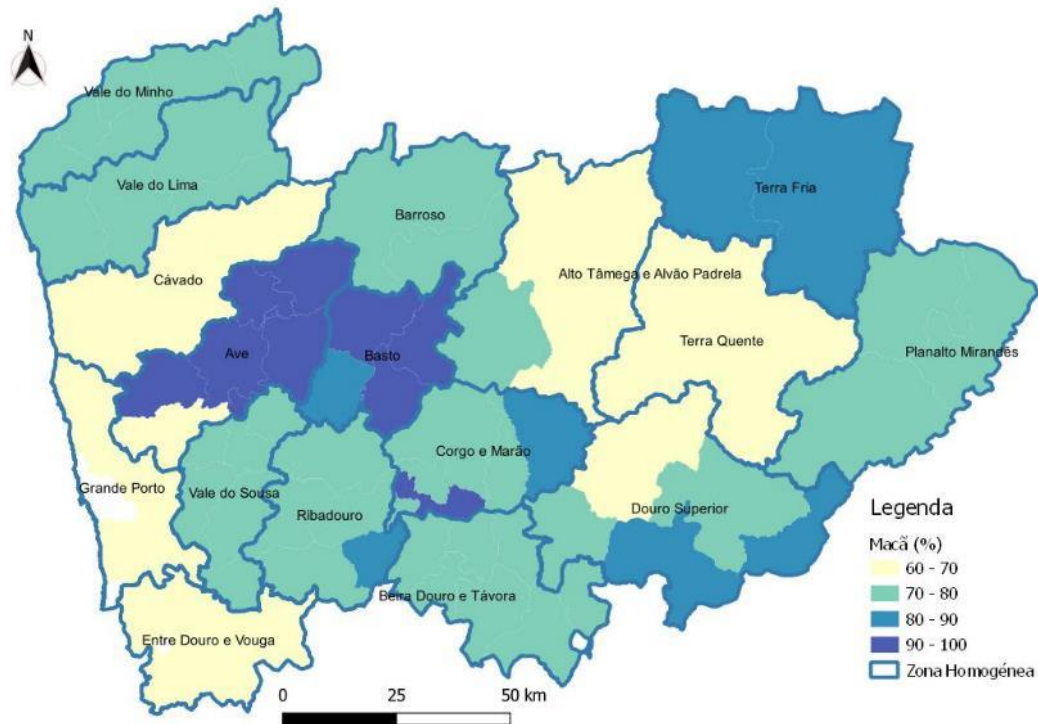 N
Vale do Minho
Vale do Lima
Terra Fria
Barroso
Cávado
Alto Tâmega e Alvão Padrela
Terra Quente
Ave
Basto
Planalto Mirandês
Corgo e Marão
Grande Porto
Vale do Sousa
Ribadouro
Douro Superior
Beira Douro e Távora
Entre Douro e Vouga
Legenda
Macã (%)
60 - 70
70 - 80
80 - 90
90 - 100
Zona Homogénea
0 25 50 km